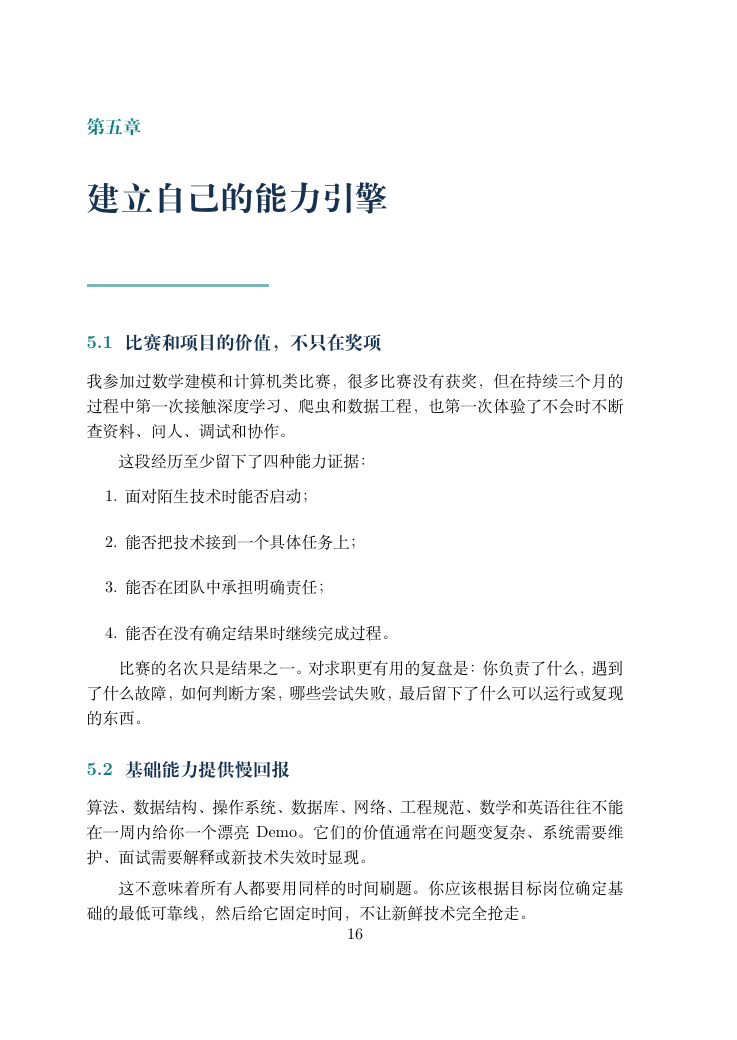 第五章
建立自己的能力引擎
5.1 比赛和项目的价值，不只在奖项
我参加过数学建模和计算机类比赛，很多比赛没有获奖，但在持续三个月的
过程中第一次接触深度学习、爬虫和数据工程，也第一次体验了不会时不断
查资料、问人、调试和协作。
这段经历至少留下了四种能力证据：
1. 面对陌生技术时能否启动；
2. 能否把技术接到一个具体任务上；
3. 能否在团队中承担明确责任；
4. 能否在没有确定结果时继续完成过程。
比赛的名次只是结果之一。对求职更有用的复盘是：你负责了什么，遇到
了什么故障，如何判断方案，哪些尝试失败，最后留下了什么可以运行或复现
的东西。
5.2 基础能力提供慢回报
算法、数据结构、操作系统、数据库、网络、工程规范、数学和英语往往不能
在一周内给你一个漂亮 Demo。它们的价值通常在问题变复杂、系统需要维
护、面试需要解释或新技术失效时显现。
这不意味着所有人都要用同样的时间刷题。你应该根据目标岗位确定基
础的最低可靠线，然后给它固定时间，不让新鲜技术完全抢走。
16